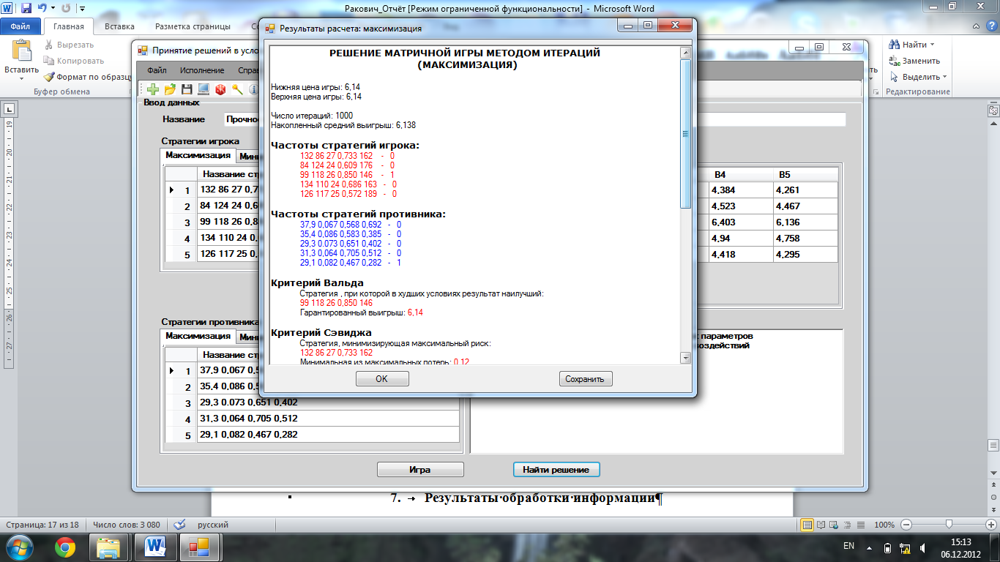 Ракович_Отчёт [Режим ограниченной функциональности] - Microsoft Word
Файл Главная Вставка Разметка страницы
Вставить
Вырезать
Копировать
Формат по образцу
Буфер обмена
Найти
Заменить
Выделить
Редактирование
Принятие решений в усло
Файл Исполнение Справ
Ввод данных
Название Прочнос
Стратегии игрока
Максимизация Мин
Название стр
1 132 86 27 0,7
2 84 124 24 0,6
3 99 118 26 0,8
4 134 110 24 0,
5 126 117 25 0,
B4 B5
4,384 4,261
4,523 4,467
6,403 6,136
4,94 4,758
4,418 4,295
Стратегии противника
Максимизация Мин
Название стр
1 37,9 0,067 0,5
2 35,4 0,086 0,5
3 29,3 0,073 0,651 0,402
4 31,3 0,064 0,705 0,512
5 29,1 0,082 0,467 0,282
параметров
воздействий
Игра Найти решение
Результаты расчета: максимизация
РЕШЕНИЕ МАТРИЧНОЙ ИГРЫ МЕТОДОМ ИТЕРАЦИЙ
(МАКСИМИЗАЦИЯ)
Нижняя цена игры: 6,14
Верхняя цена игры: 6,14
Число итераций: 1000
Накопленный средний выигрыш: 6,138
Частоты стратегий игрока:
132 86 27 0,733 162 - 0
84 124 24 0,609 176 - 0
99 118 26 0,850 146 - 1
134 110 24 0,686 163 - 0
126 117 25 0,572 189 - 0
Частоты стратегий противника:
37,9 0,067 0,568 0,692 - 0
35,4 0,086 0,583 0,385 - 0
29,3 0,073 0,651 0,402 - 0
31,3 0,064 0,705 0,512 - 0
29,1 0,082 0,467 0,282 - 1
Критерий Вальда
Стратегия , при которой в худших условиях результат наилучший:
99 118 26 0,850 146
Гарантированный выигрыш: 6,14
Критерий Сэвиджа
Стратегия, минимизирующая максимальный риск:
132 86 27 0,733 162
Минимальная из максимальных потерь: 0,12
OK Сохранить
7. → Результаты·обработки·информации¶
Страница: 17 из 18 Число слов: 3 080 русский 100%
EN 15:13
06.12.2012